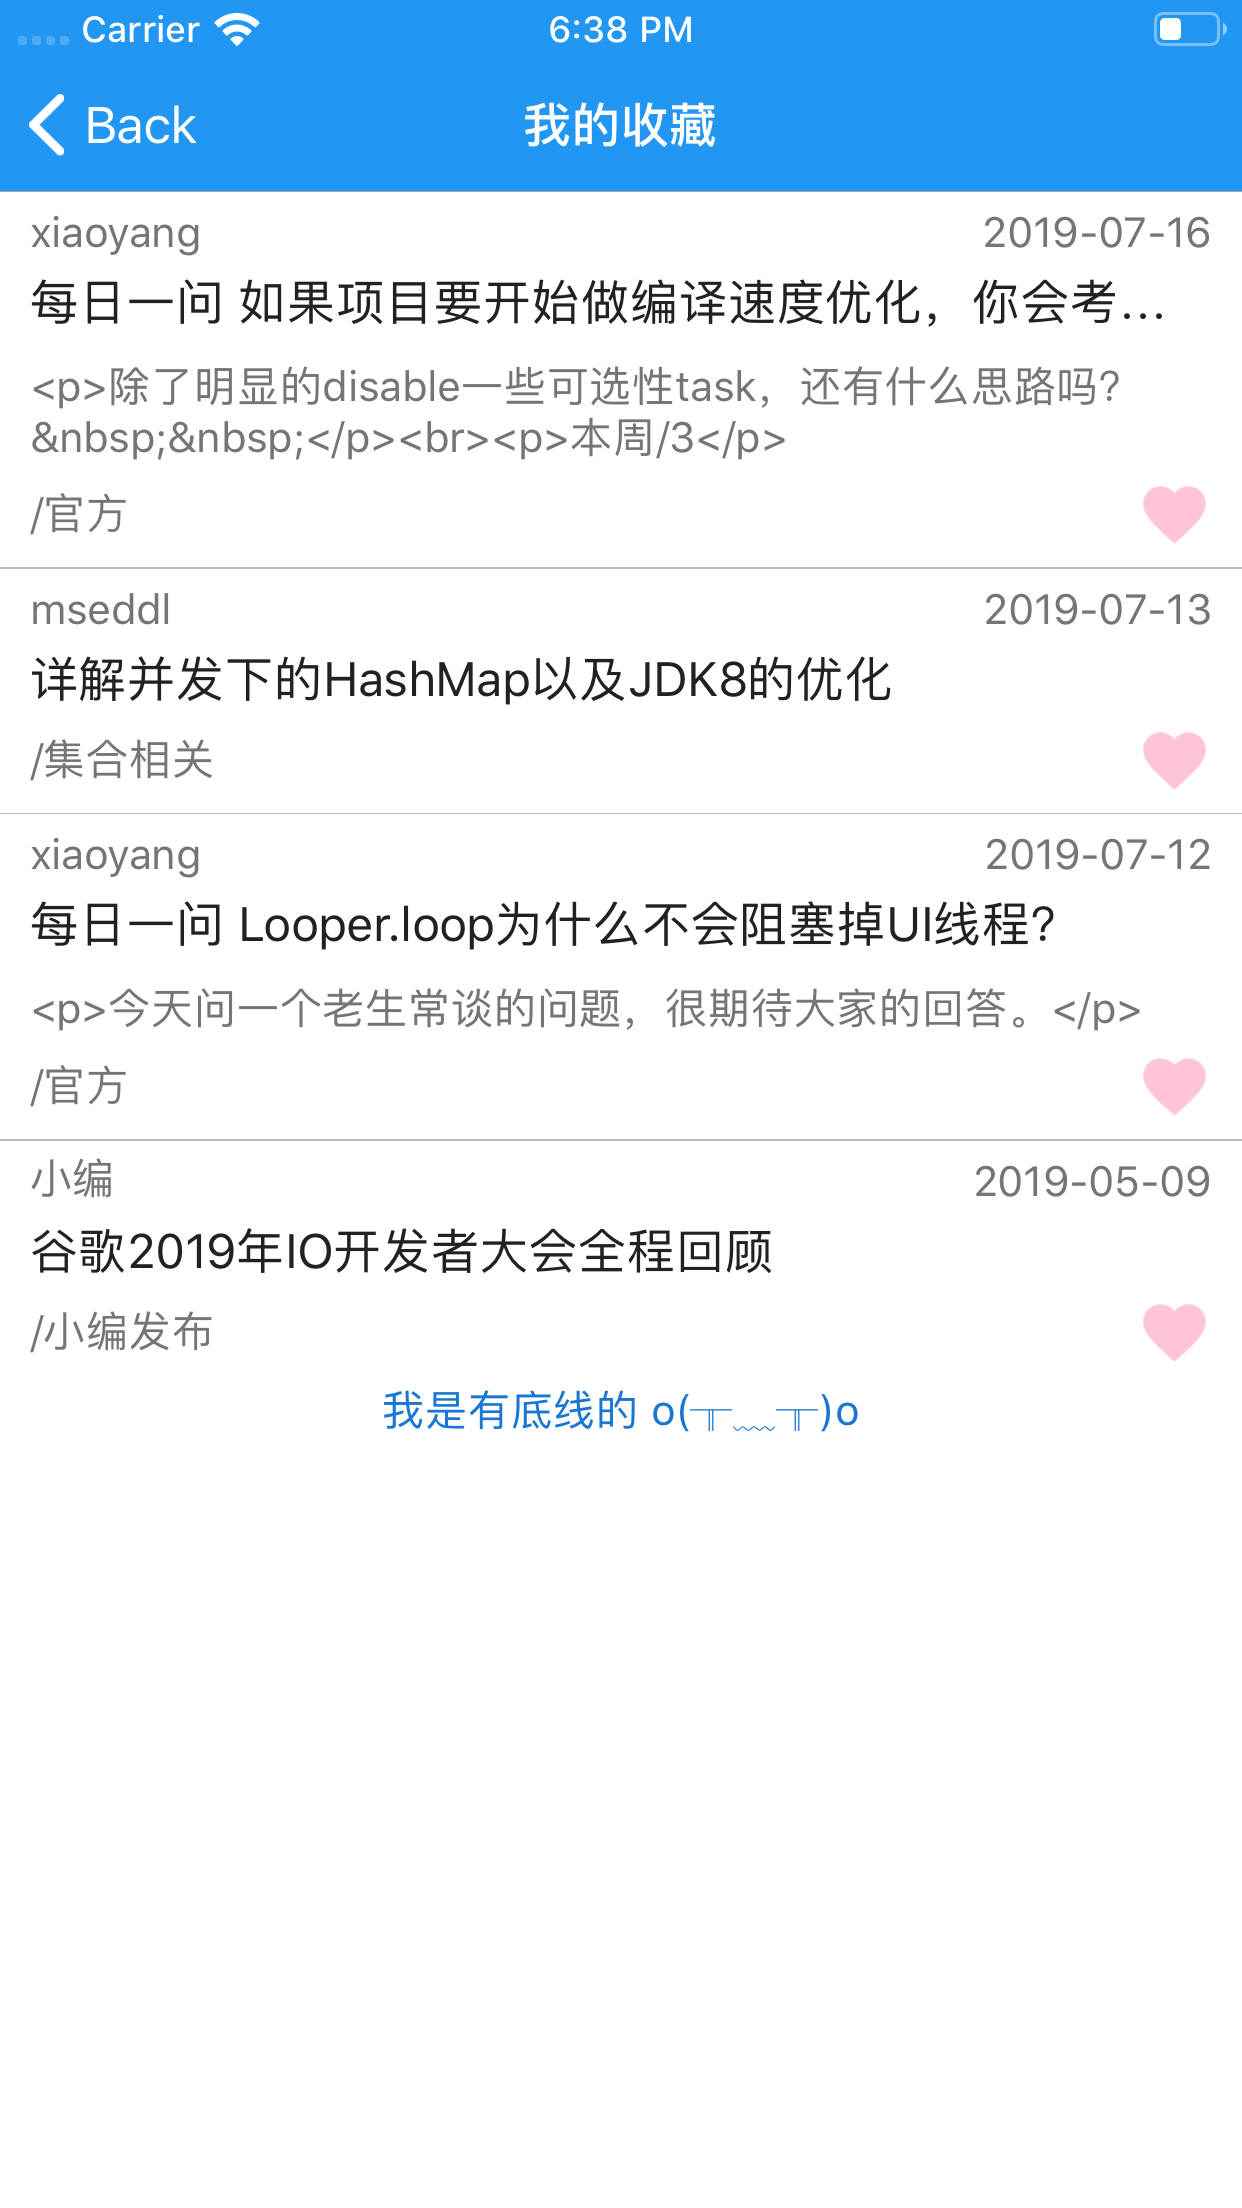 Carrier 6:38 PM
Back 我的收藏
xiaoyang 2019-07-16
每日一问 如果项目要开始做编译速度优化，你会考...
<p>除了明显的disable一些可选性task，还有什么思路吗?
&nbsp;&nbsp;</p><br><p>本周/3</p>
/官方
mseddl 2019-07-13
详解并发下的HashMap以及JDK8的优化
/集合相关
xiaoyang 2019-07-12
每日一问 Looper.loop为什么不会阻塞掉UI线程?
<p>今天问一个老生常谈的问题，很期待大家的回答。</p>
/官方
小编 2019-05-09
谷歌2019年IO开发者大会全程回顾
/小编发布
我是有底线的 o(╥﹏╥)o